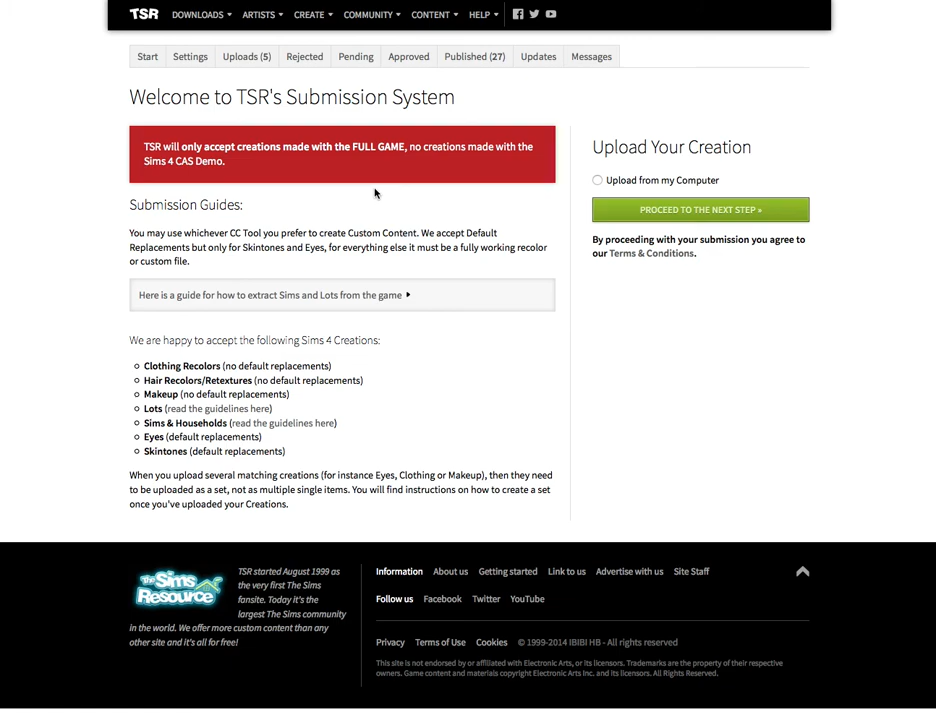 TSR DOWNLOADS ARTISTS CREATE COMMUNITY CONTENT HELP
Start Settings Uploads (5) Rejected Pending Approved Published (27) Updates Messages
Welcome to TSR's Submission System
TSR will only accept creations made with the FULL GAME, no creations made with the
Sims 4 CAS Demo.
Submission Guides:
You may use whichever CC Tool you prefer to create Custom Content. We accept Default
Replacements but only for Skintones and Eyes, for everything else it must be a fully working recolor
or custom file.
Here is a guide for how to extract Sims and Lots from the game
We are happy to accept the following Sims 4 Creations:
Clothing Recolors (no default replacements)
Hair Recolors/Retextures (no default replacements)
Makeup (no default replacements)
Lots (read the guidelines here)
Sims & Households (read the guidelines here)
Eyes (default replacements)
Skintones (default replacements)
When you upload several matching creations (for instance Eyes, Clothing or Makeup), then they need
to be uploaded as a set, not as multiple single items. You will find instructions on how to create a set
once you've uploaded your Creations.
Upload Your Creation
Upload from my Computer
PROCEED TO THE NEXT STEP »
By proceeding with your submission you agree to
our Terms & Conditions.
The Sims
Resource
TSR started August 1999 as
the very first The Sims
fansite. Today it's the
largest The Sims community
in the world. We offer more custom content than any
other site and it's all for free!
Information About us Getting started Link to us Advertise with us Site Staff
Follow us Facebook Twitter YouTube
Privacy Terms of Use Cookies © 1999-2014 IBIBI HB - All rights reserved
This site is not endorsed by or affiliated with Electronic Arts, or its licensors. Trademarks are the property of their respective
owners. Game content and materials copyright Electronic Arts Inc. and its licensors. All Rights Reserved.